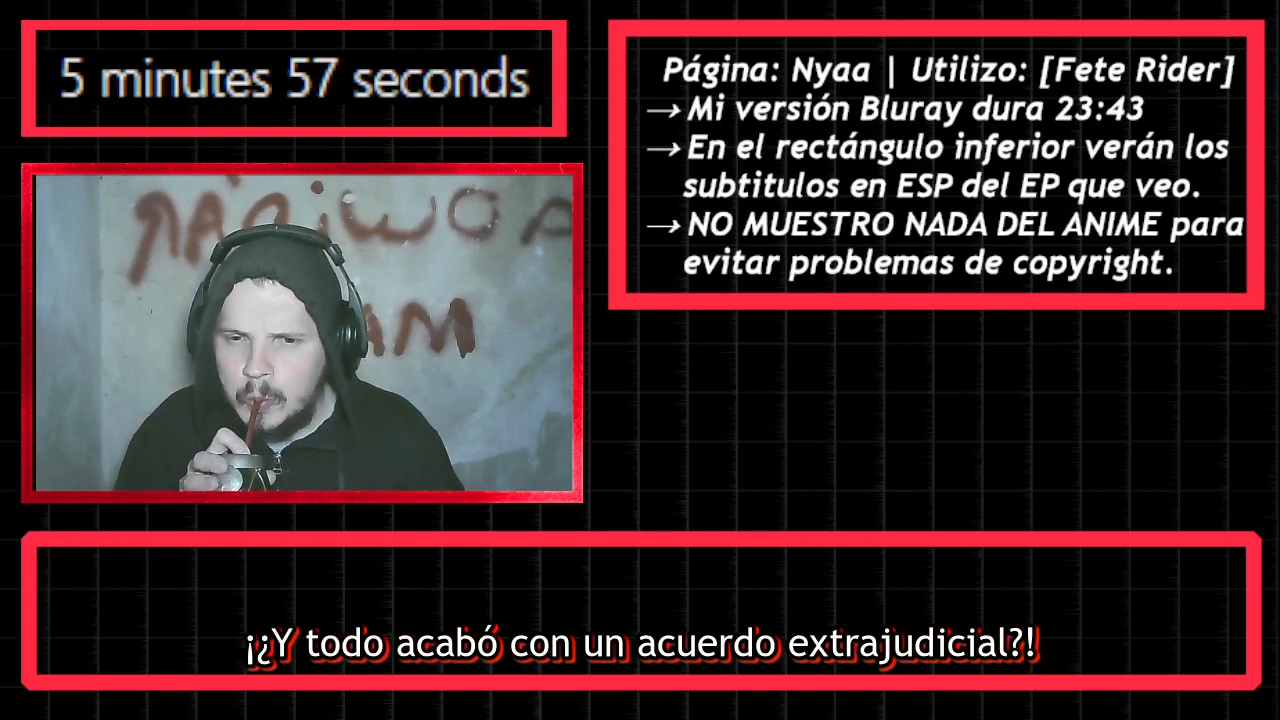 5 minutes 57 seconds
Página: Nyaa | Utilizo: [Fete Rider]
→ Mi versión Bluray dura 23:43
→ En el rectángulo inferior verán los
subtitulos en ESP del EP que veo.
→ NO MUESTRO NADA DEL ANIME para
evitar problemas de copyright.
¡¿Y todo acabó con un acuerdo extrajudicial?!